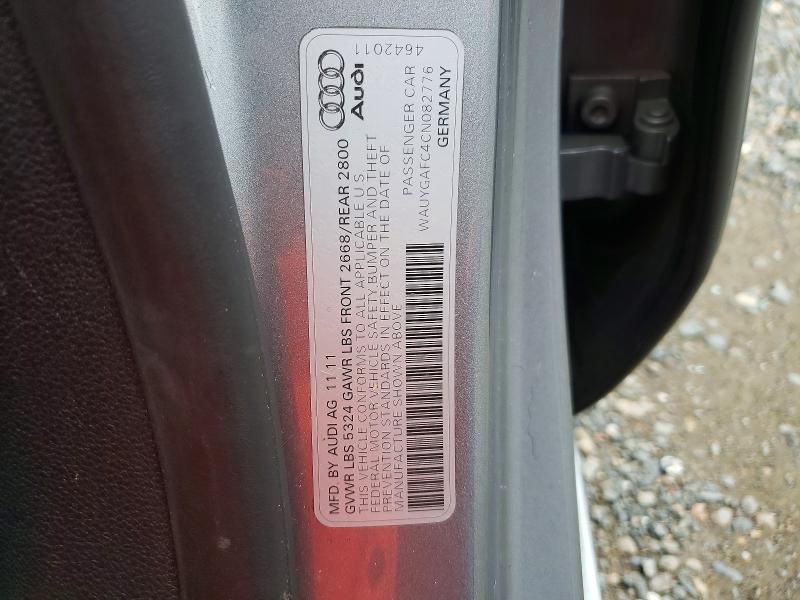 MFD. BY AUDI AG 11 11
GVWR LBS 5324 GAWR LBS FRONT 2668/REAR 2800
THIS VEHICLE CONFORMS TO ALL APPLICABLE U S
FEDERAL MOTOR VEHICLE SAFETY BUMPER AND THEFT
PREVENTION STANDARDS IN EFFECT ON THE DATE OF
MANUFACTURE SHOWN ABOVE
Audi
PASSENGER CAR
WAUYGAFC4CN082776
GERMANY
4642011